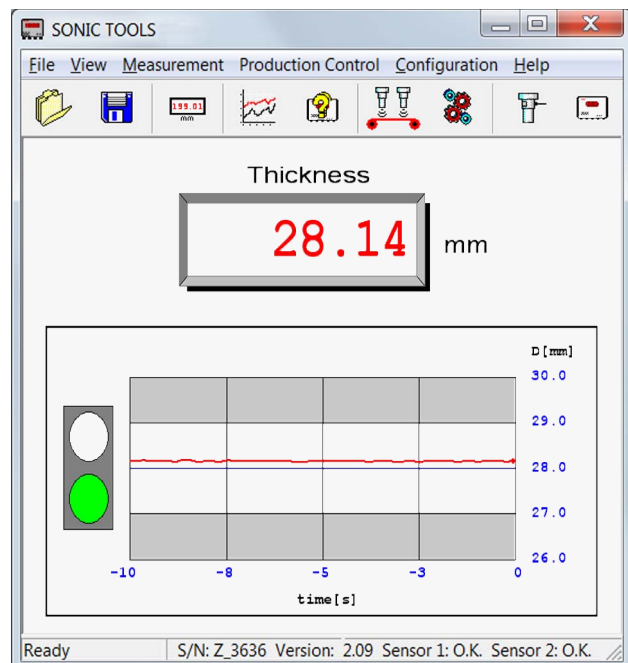 SONIC TOOLS
File View Measurement Production Control Configuration Help
199.01
mm
Thickness
28.14 mm
D[mm]
30.0
29.0
28.0
27.0
26.0
-10 -8 -5 -3 0
time[s]
Ready S/N: Z_3636 Version: 2.09 Sensor 1: O.K. Sensor 2: O.K.